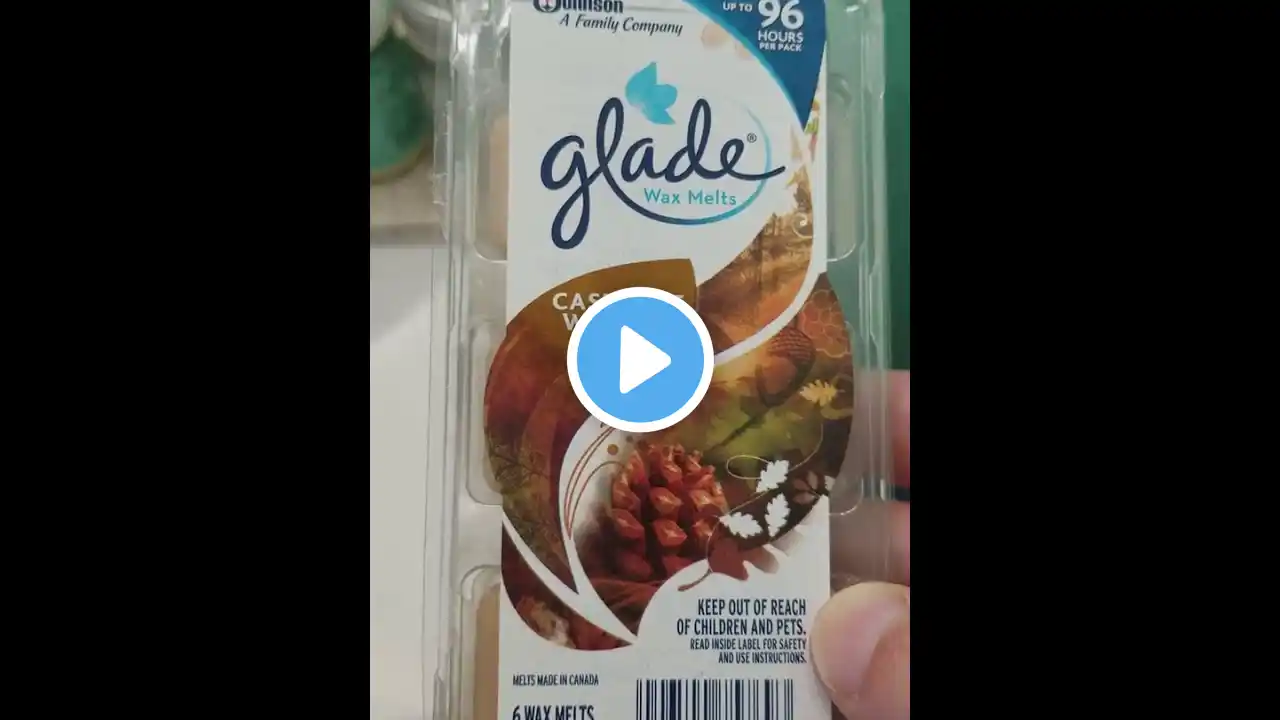 Johnson
A Family Company
UP TO 96
HOURS
PER PACK
glade®
Wax Melts
KEEP OUT OF REACH
OF CHILDREN AND PETS.
READ INSIDE LABEL FOR SAFETY
AND USE INSTRUCTIONS.
MELTS MADE IN CANADA
6 WAX MELTS